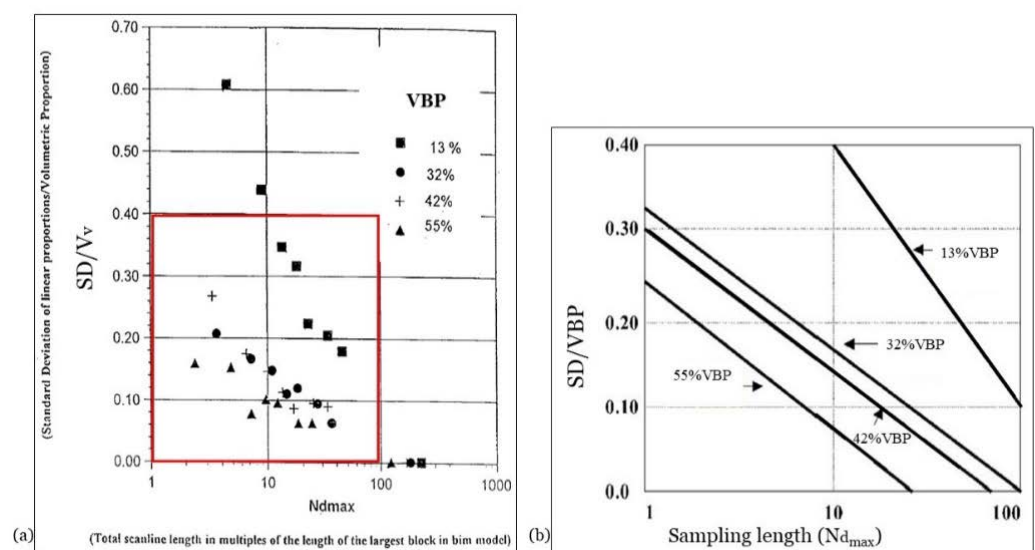 (Standard Deviation of linear proportions/Volumetric Proportion)
SD/Vv
0.70
0.60
0.50
0.40
0.30
0.20
0.10
0.00
VBP
13 %
32%
42%
55%
1
10
100
1000
Ndmax
(a)
(Total scanline length in multiples of the length of the largest block in bim model)
SD/VBP
0.40
0.30
0.20
0.10
0.0
13%VBP
32%VBP
55%VBP
42%VBP
1
10
100
(b)
Sampling length (Ndmax)